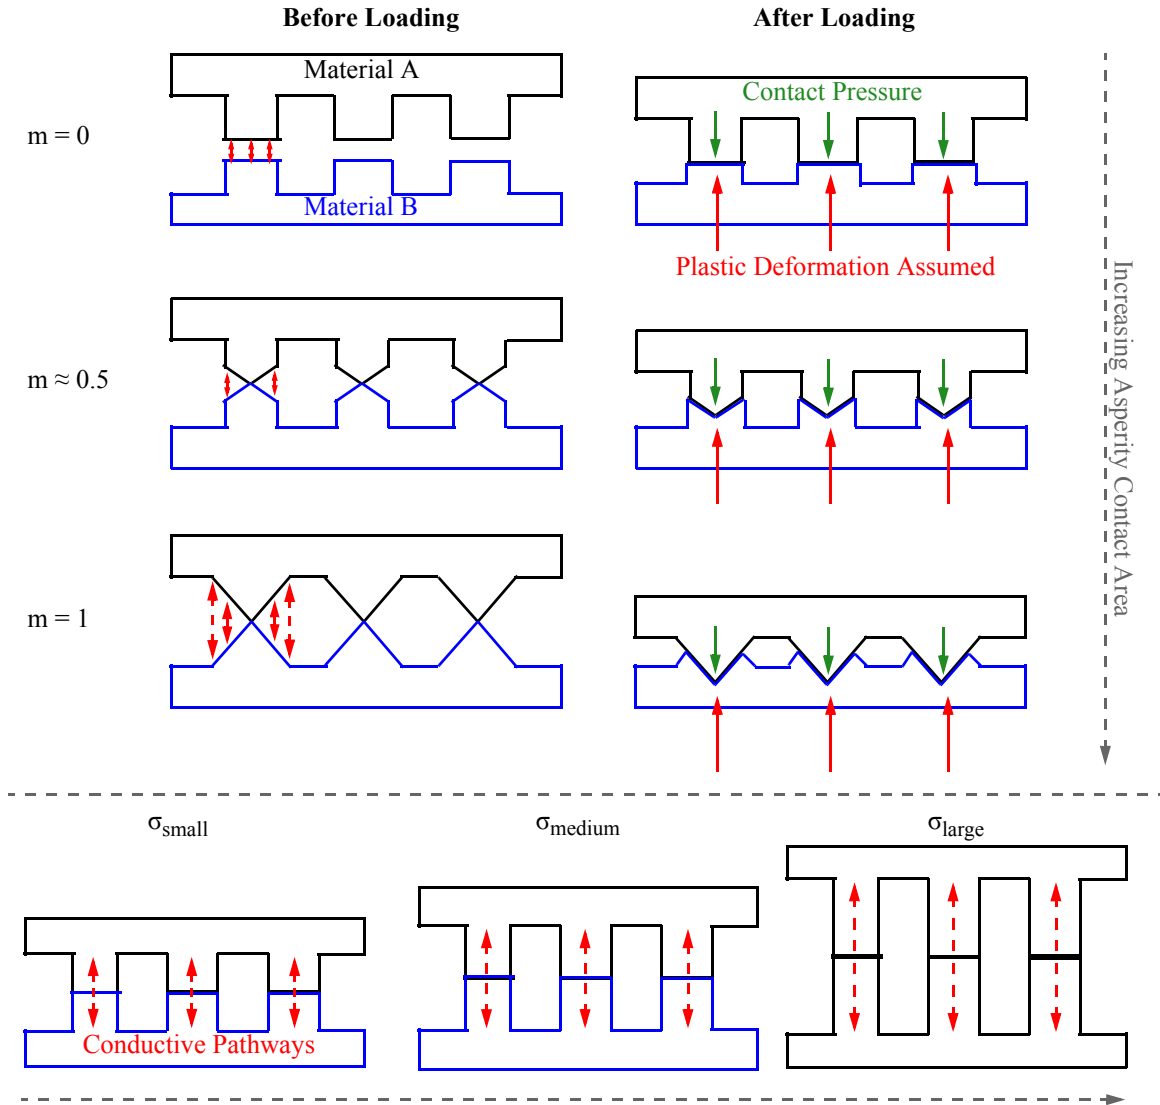 Before Loading
After Loading
Material A
Contact Pressure
m = 0
Material B
Plastic Deformation Assumed
m ≈ 0.5
Increasing Asperity Contact Area
m = 1
σsmall
σmedium
σlarge
Conductive Pathways